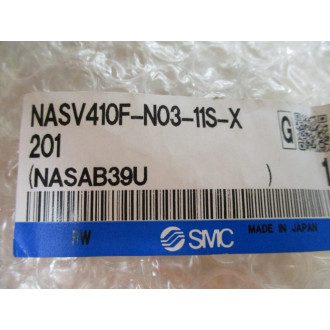 NASV410F-N03-11S-X
201
(NASAB39U )
G
SMC
MADE IN JAPAN